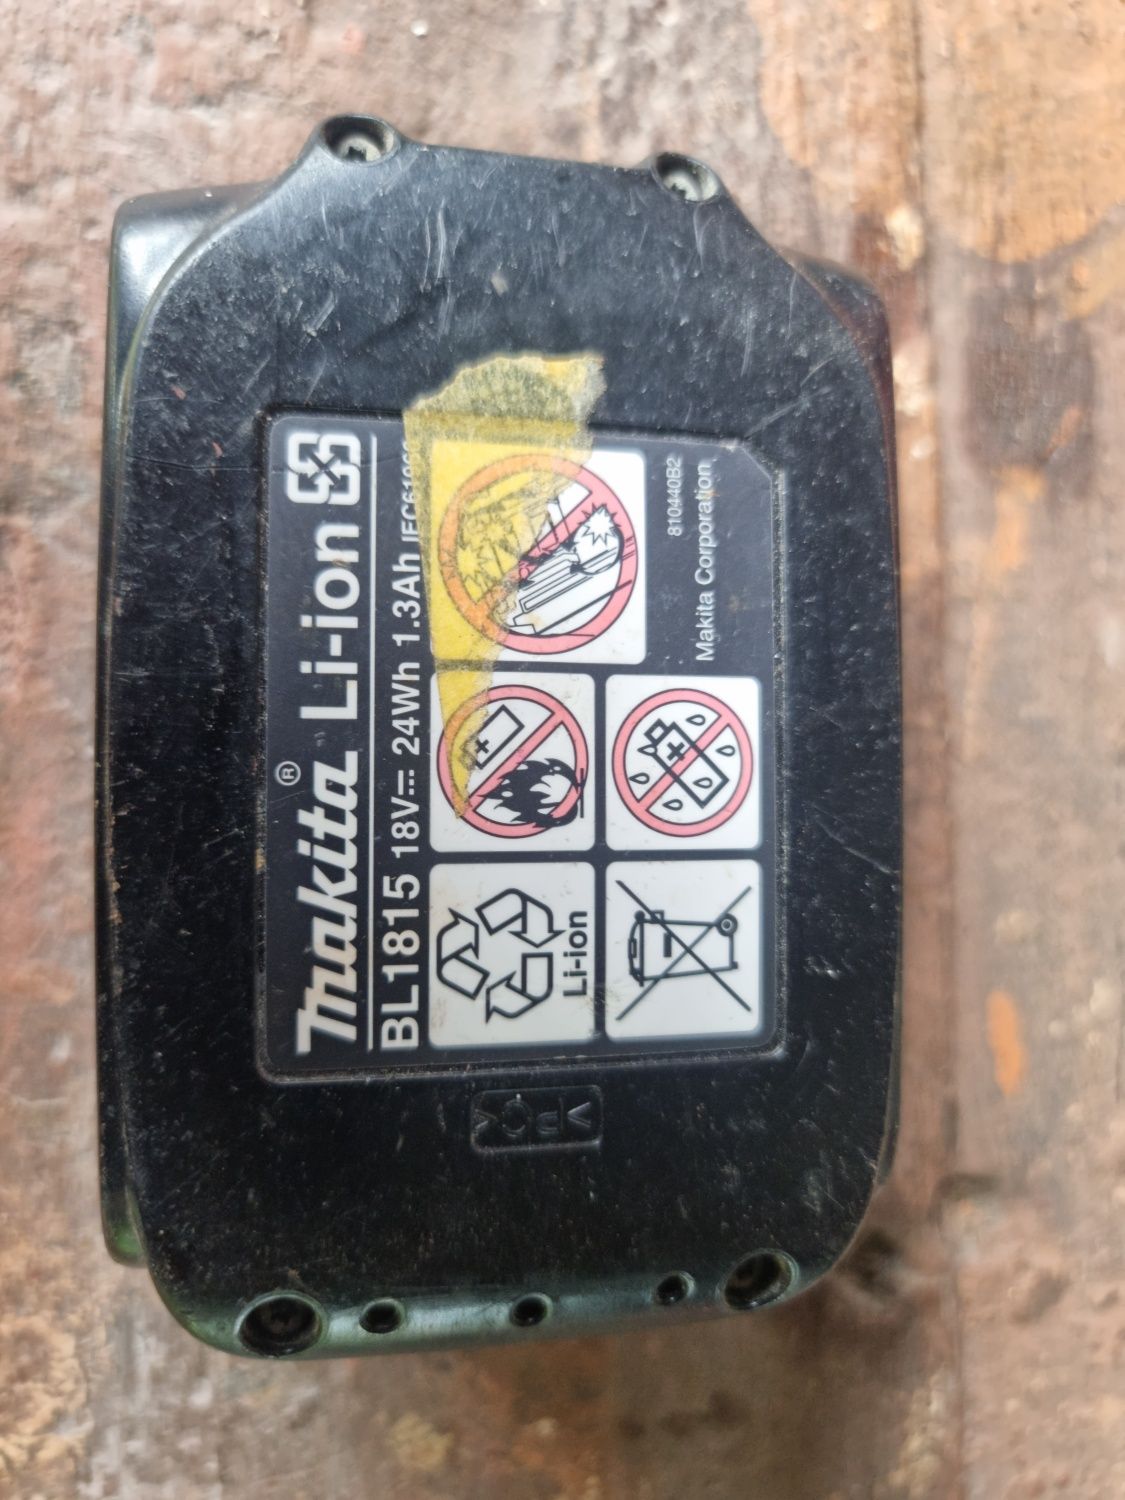 Makita® Li-ion
BL1815 18V 24Wh 1.3Ah
Li-ion
810440B2
Makita Corporation